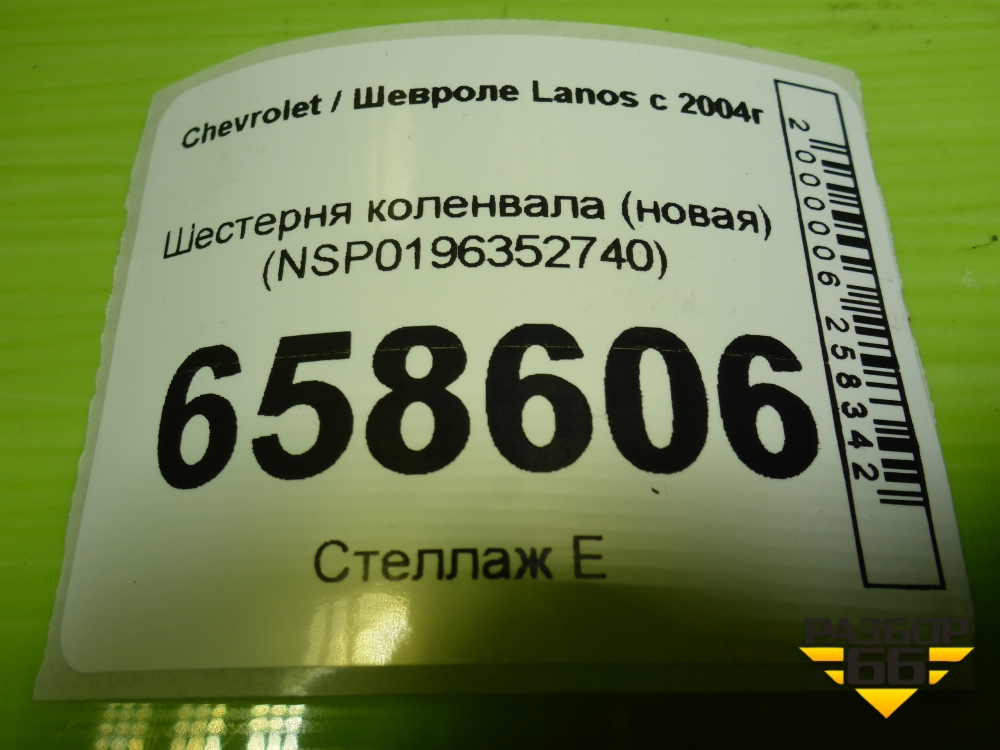 Chevrolet / Шевроле Lanos с 2004г
Шестерня коленвала (новая)
(NSP0196352740)
658606
Стеллаж Е
2000006258342
РАЗБОР
66